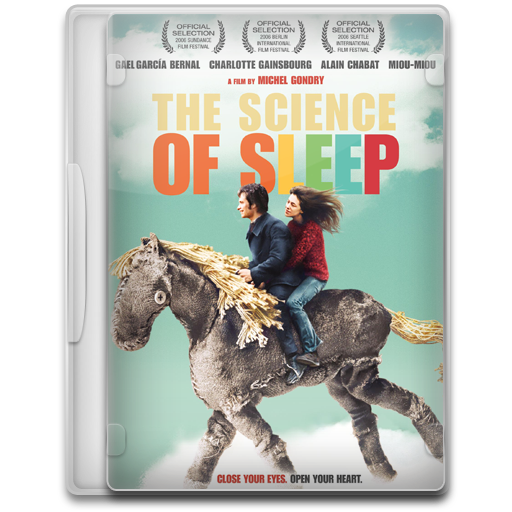 OFFICIAL SELECTION
2006 SUNDANCE
FILM FESTIVAL
OFFICIAL SELECTION
2006 BERLIN
INTERNATIONAL
FILM FESTIVAL
OFFICIAL SELECTION
2006 SEATTLE
INTERNATIONAL
FILM FESTIVAL
GAEL GARCÍA BERNAL CHARLOTTE GAINSBOURG ALAIN CHABAT MIOU-MIOU
A FILM BY MICHEL GONDRY
THE SCIENCE
OF SLEEP
CLOSE YOUR EYES. OPEN YOUR HEART.